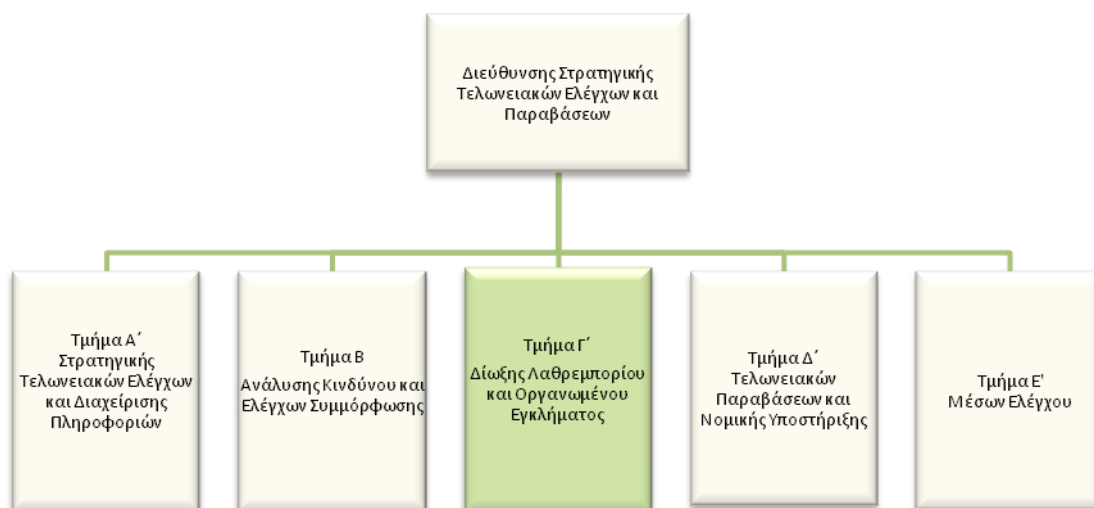 Διεύθυνσης Στρατηγικής
Τελωνειακών Ελέγχων και
Παραβάσεων
Τμήμα Α΄
Στρατηγικής
Τελωνειακών Ελέγχων
και Διαχείρισης
Πληροφοριών
Τμήμα Β
Ανάλυσης Κινδύνου και
Ελέγχων Συμμόρφωσης
Τμήμα Γ΄
Δίωξης Λαθρεμπορίου
και Οργανωμένου
Εγκλήματος
Τμήμα Δ΄
Τελωνειακών
Παραβάσεων και
Νομικής Υποστήριξης
Τμήμα Ε'
Μέσων Ελέγχου